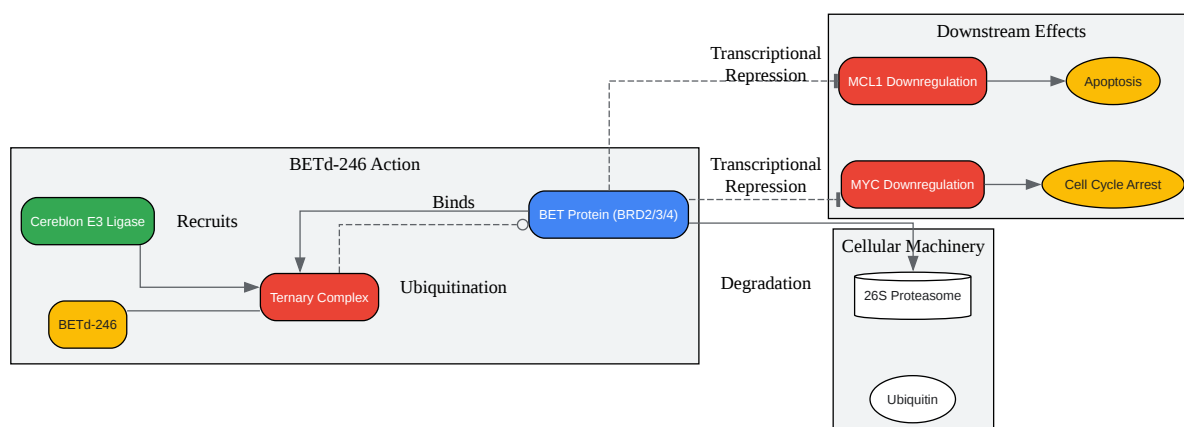 Downstream Effects
Transcriptional
Repression
MCL1 Downregulation
Apoptosis
BETd-246 Action
Transcriptional
Repression
MYC Downregulation
Cell Cycle Arrest
Cereblon E3 Ligase
Recruits
Binds
BET Protein (BRD2/3/4)
Cellular Machinery
Ternary Complex
Ubiquitination
Degradation
26S Proteasome
BETd-246
Ubiquitin